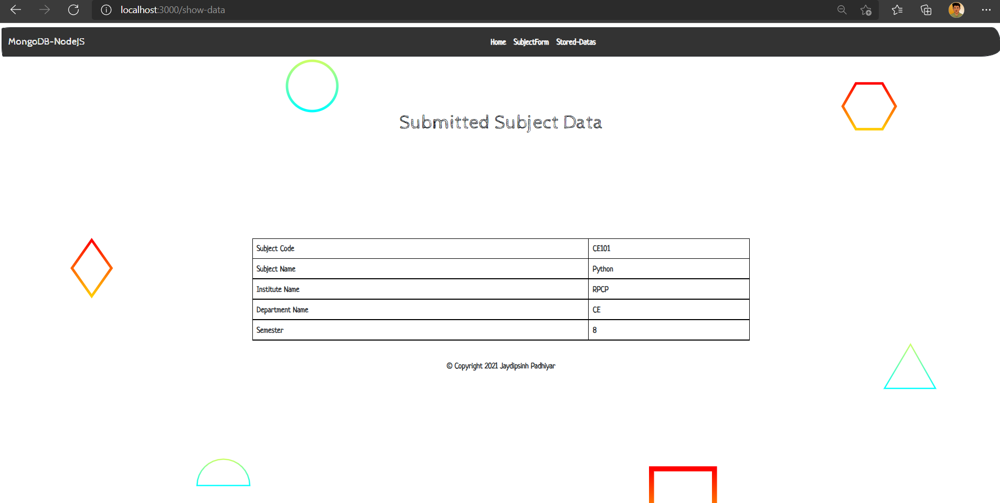 localhost:3000/show-data
MongoDB-NodeJS
Home SubjectForm Stored-Datas
Submitted Subject Data
Subject Code CE101
Subject Name Python
Institute Name RPCP
Department Name CE
Semester 8
© Copyright 2021 Jaydipsinh Padhiyar